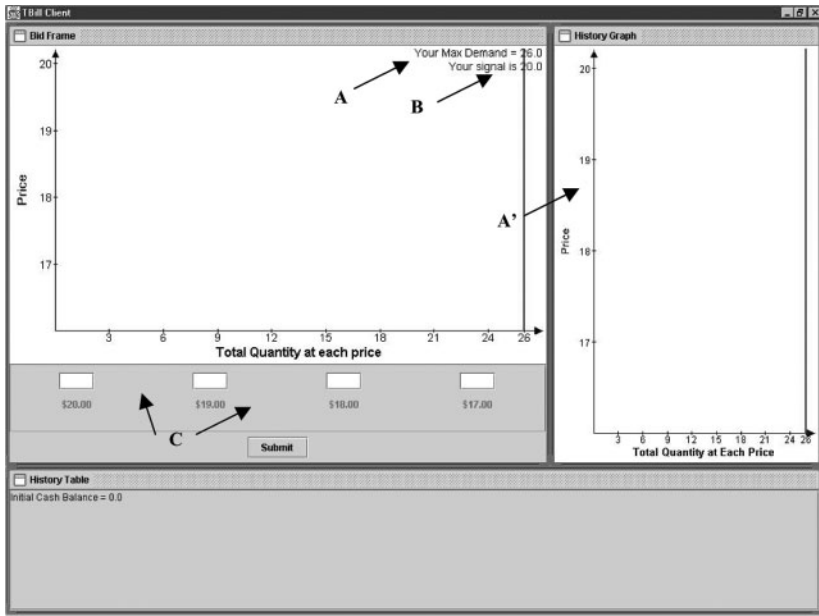 TBill Client
Bid Frame
Your Max Demand = 26.0
Your signal is 20.0
A
B
20
19
18
17
Price
3 6 9 12 15 18 21 24 26
Total Quantity at each price
$20.00 $19.00 $18.00 $17.00
C
Submit
History Graph
20
19
18
17
A’
Price
3 6 9 12 15 18 21 24 26
Total Quantity at Each Price
History Table
Initial Cash Balance = 0.0